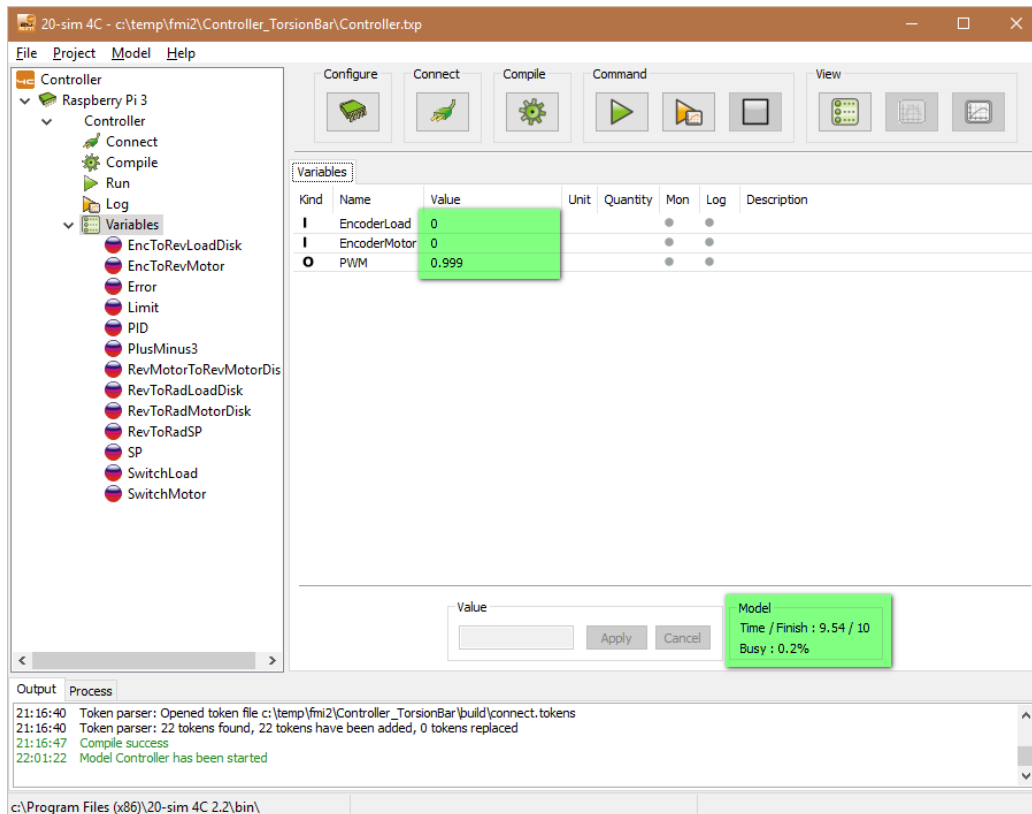 20-sim 4C - c:\temp\fmi2\Controller_TorsionBar\Controller.txp
File Project Model Help
Controller
Raspberry Pi 3
Controller
Connect
Compile
Run
Log
Variables
EncToRevLoadDisk
EncToRevMotor
Error
Limit
PID
PlusMinus3
RevMotorToRevMotorDis
RevToRadLoadDisk
RevToRadMotorDisk
RevToRadSP
SP
SwitchLoad
SwitchMotor
Configure Connect Compile Command View
Variables
Kind Name Value Unit Quantity Mon Log Description
I EncoderLoad 0
I EncoderMotor 0
O PWM 0.999
Value
Apply Cancel
Model
Time / Finish : 9.54 / 10
Busy : 0.2%
Output Process
21:16:40 Token parser: Opened token file c:\temp\fmi2\Controller_TorsionBar\build\connect.tokens
21:16:40 Token parser: 22 tokens found, 22 tokens have been added, 0 tokens replaced
21:16:47 Compile success
22:01:22 Model Controller has been started
c:\Program Files (x86)\20-sim 4C 2.2\bin\